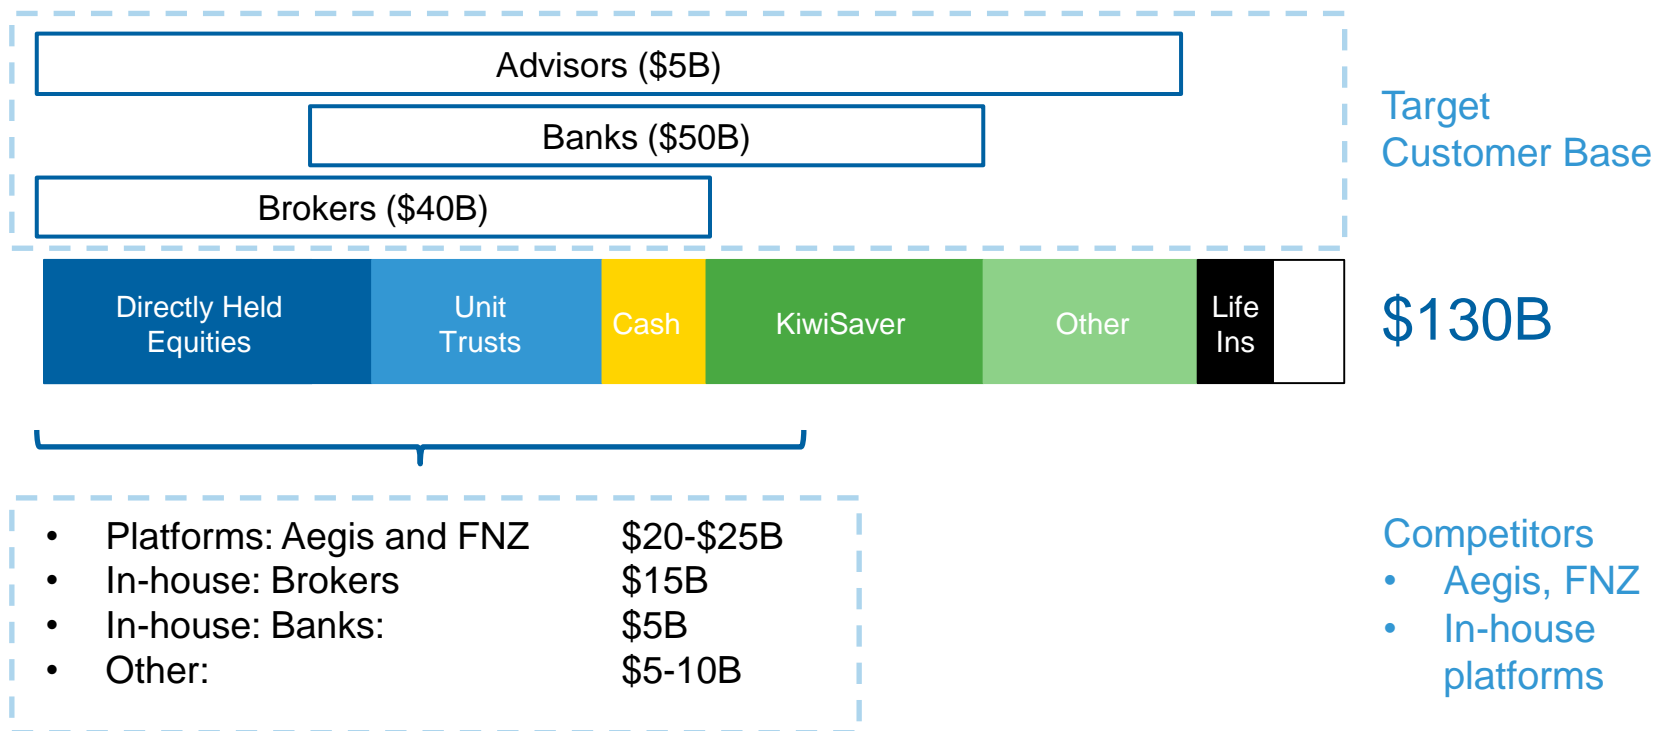 Advisors ($5B)
Banks ($50B)
Brokers ($40B)
Target
Customer Base
Directly Held
Equities
Unit
Trusts
Cash
KiwiSaver
Other
Life
Ins
$130B
• Platforms: Aegis and FNZ $20-$25B
• In-house: Brokers $15B
• In-house: Banks: $5B
• Other: $5-10B
Competitors
• Aegis, FNZ
• In-house
platforms